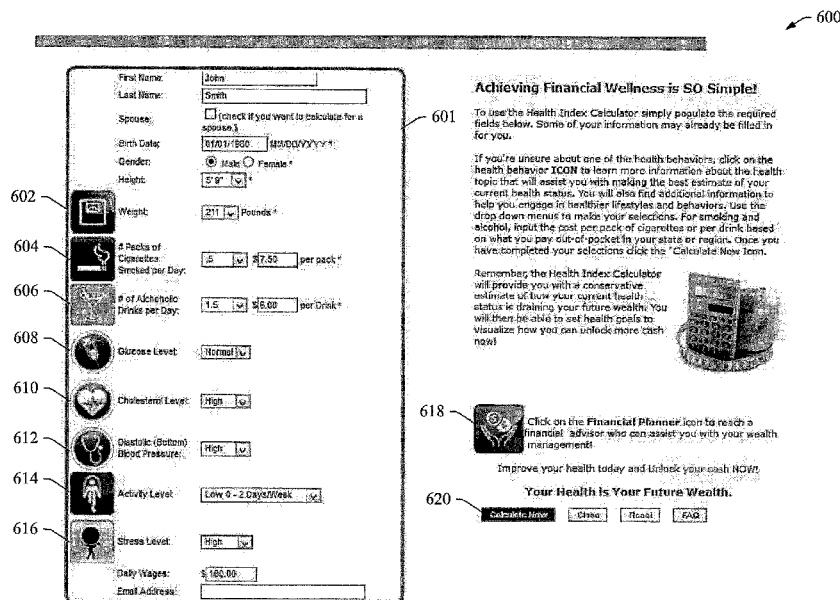 600
First Name: John
Last Name: Smith
601
Spouse: (check if you want to calculate for a
spouse.)
Birth Date: 01/01/1960 MM/DD/YYYY *
Gender: Male Female *
Height: 5' 9" *
602
Weight: 211 Pounds *
604
# Packs of
Cigarettes
Smoked per Day: .5 $ 7.50 per pack *
606
# of Alchoholic
Drinks per Day: 1.5 $ 6.00 per Drink *
608
Glucose Level: Normal
610
Cholesterol Level: High
612
Diastolic (Bottom)
Blood Pressure: High
614
Activity Level: Low 0 - 2 Days/Week
616
Stress Level: High
Daily Wages: $ 160.00
Email Address:
Achieving Financial Wellness is SO Simple!
To use the Health Index Calculator simply populate the required
fields below. Some of your information may already be filled in
for you.
If you're unsure about one of the health behaviors, click on the
health behavior ICON to learn more information about the health
topic that will assist you with making the best estimate of your
current health status. You will also find additional information to
help you engage in healthier lifestyles and behaviors. Use the
drop down menus to make your selections. For smoking and
alcohol, input the cost per pack of cigarettes or per drink based
on what you pay out-of-pocket in your state or region. Once you
have completed your selections click the "Calculate Now Icon.
Remember, the Health Index Calculator
will provide you with a conservative
estimate of how your current health
status is draining your future wealth. You
will then be able to set health goals to
visualize how you can unlock more cash
now!
618
Click on the Financial Planner icon to reach a
financial advisor who can assist you with your wealth
management!
Improve your health today and Unlock your cash NOW!
Your Health is Your Future Wealth.
620
Calculate Now Close Reset FAQ